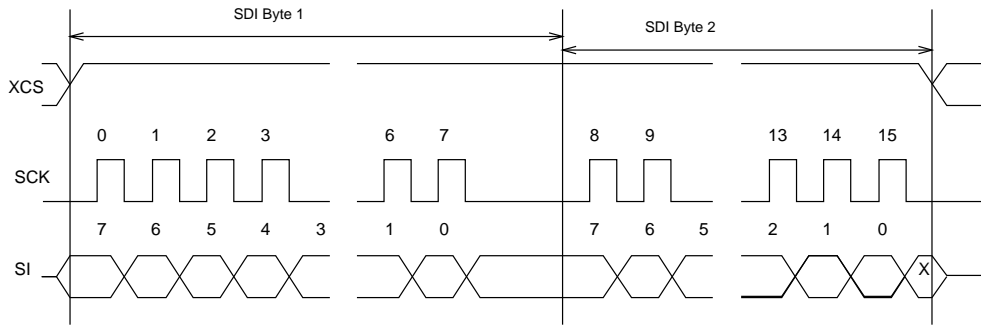 SDI Byte 1
SDI Byte 2
XCS
0 1 2 3 6 7 8 9 13 14 15
SCK
7 6 5 4 3 1 0 7 6 5 2 1 0
SI X